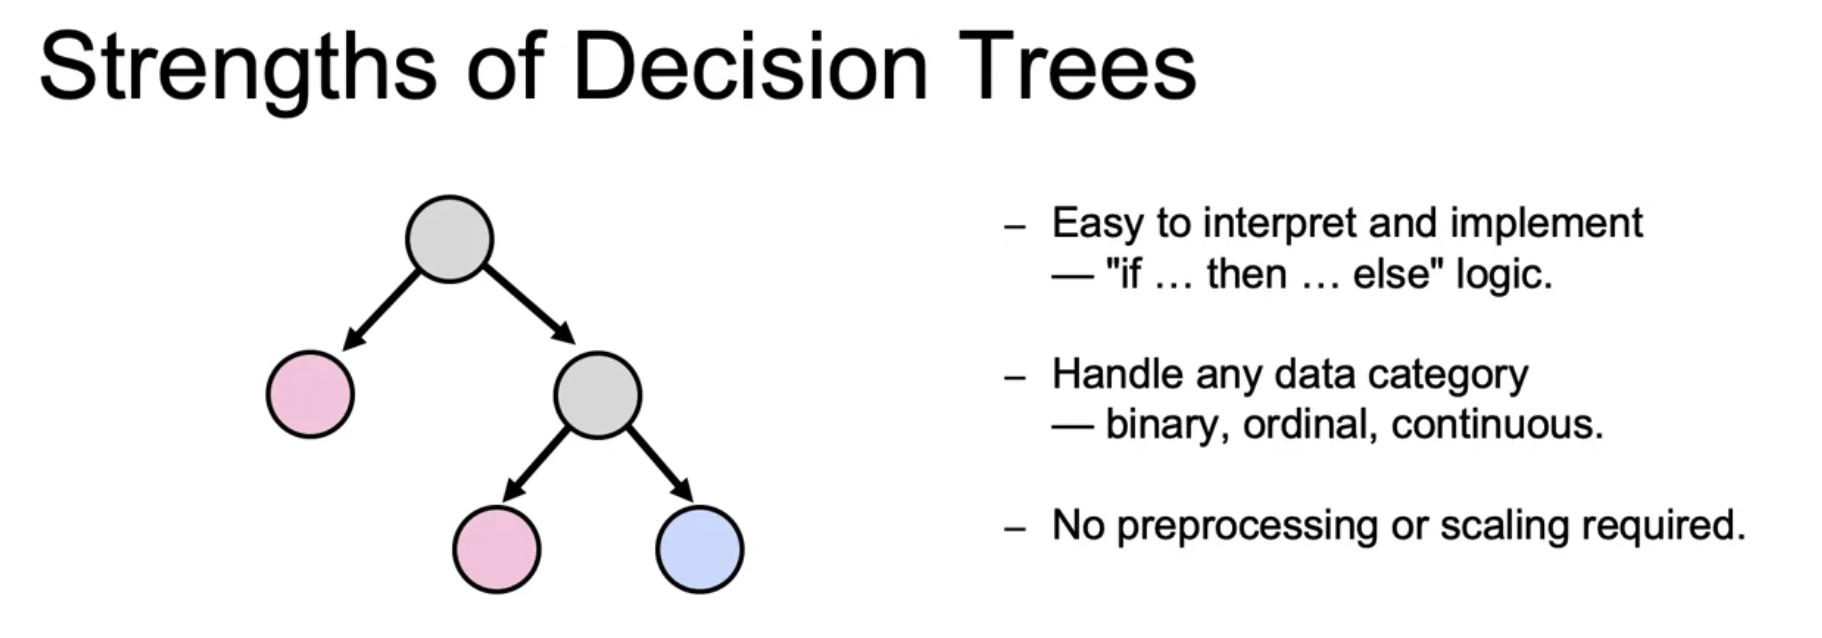 Strengths of Decision Trees
– Easy to interpret and implement
— "if ... then ... else" logic.
– Handle any data category
— binary, ordinal, continuous.
– No preprocessing or scaling required.